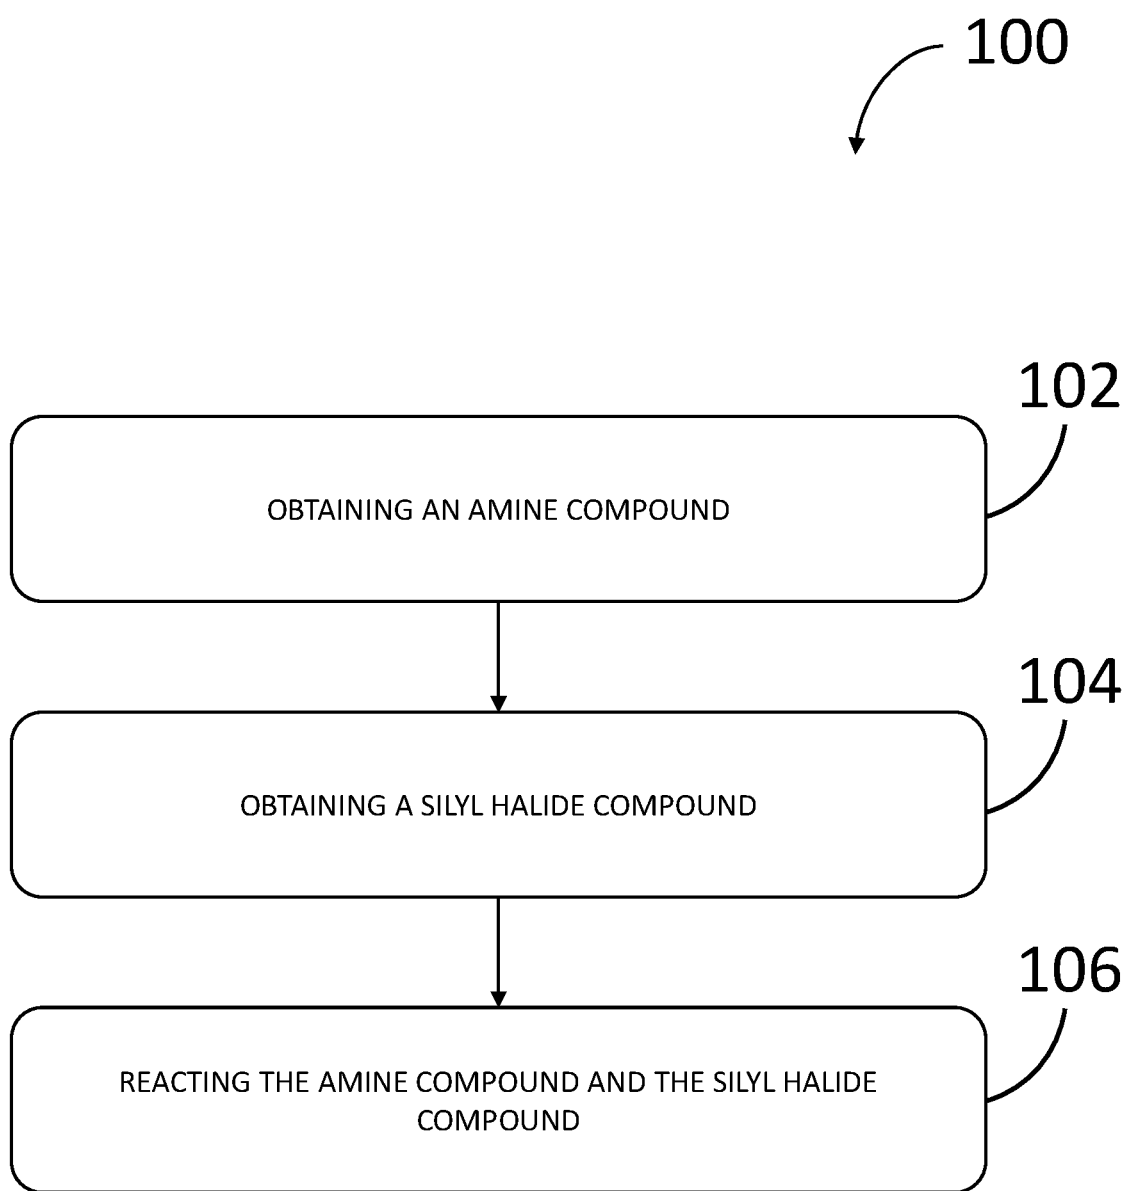 100
102
OBTAINING AN AMINE COMPOUND
104
OBTAINING A SILYL HALIDE COMPOUND
106
REACTING THE AMINE COMPOUND AND THE SILYL HALIDE
COMPOUND